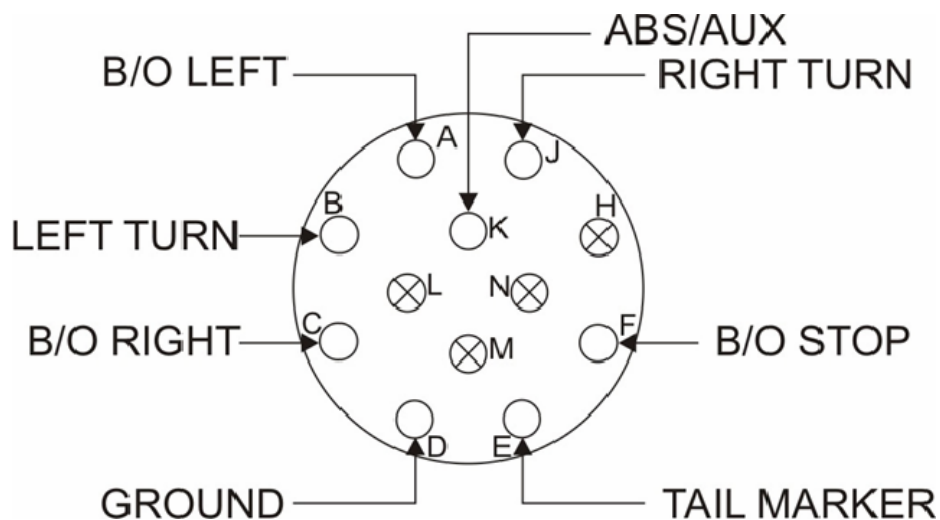 ABS/AUX
B/O LEFT
RIGHT TURN
A
J
B
H
LEFT TURN
K
L
N
C
F
B/O RIGHT
M
B/O STOP
D
E
GROUND
TAIL MARKER